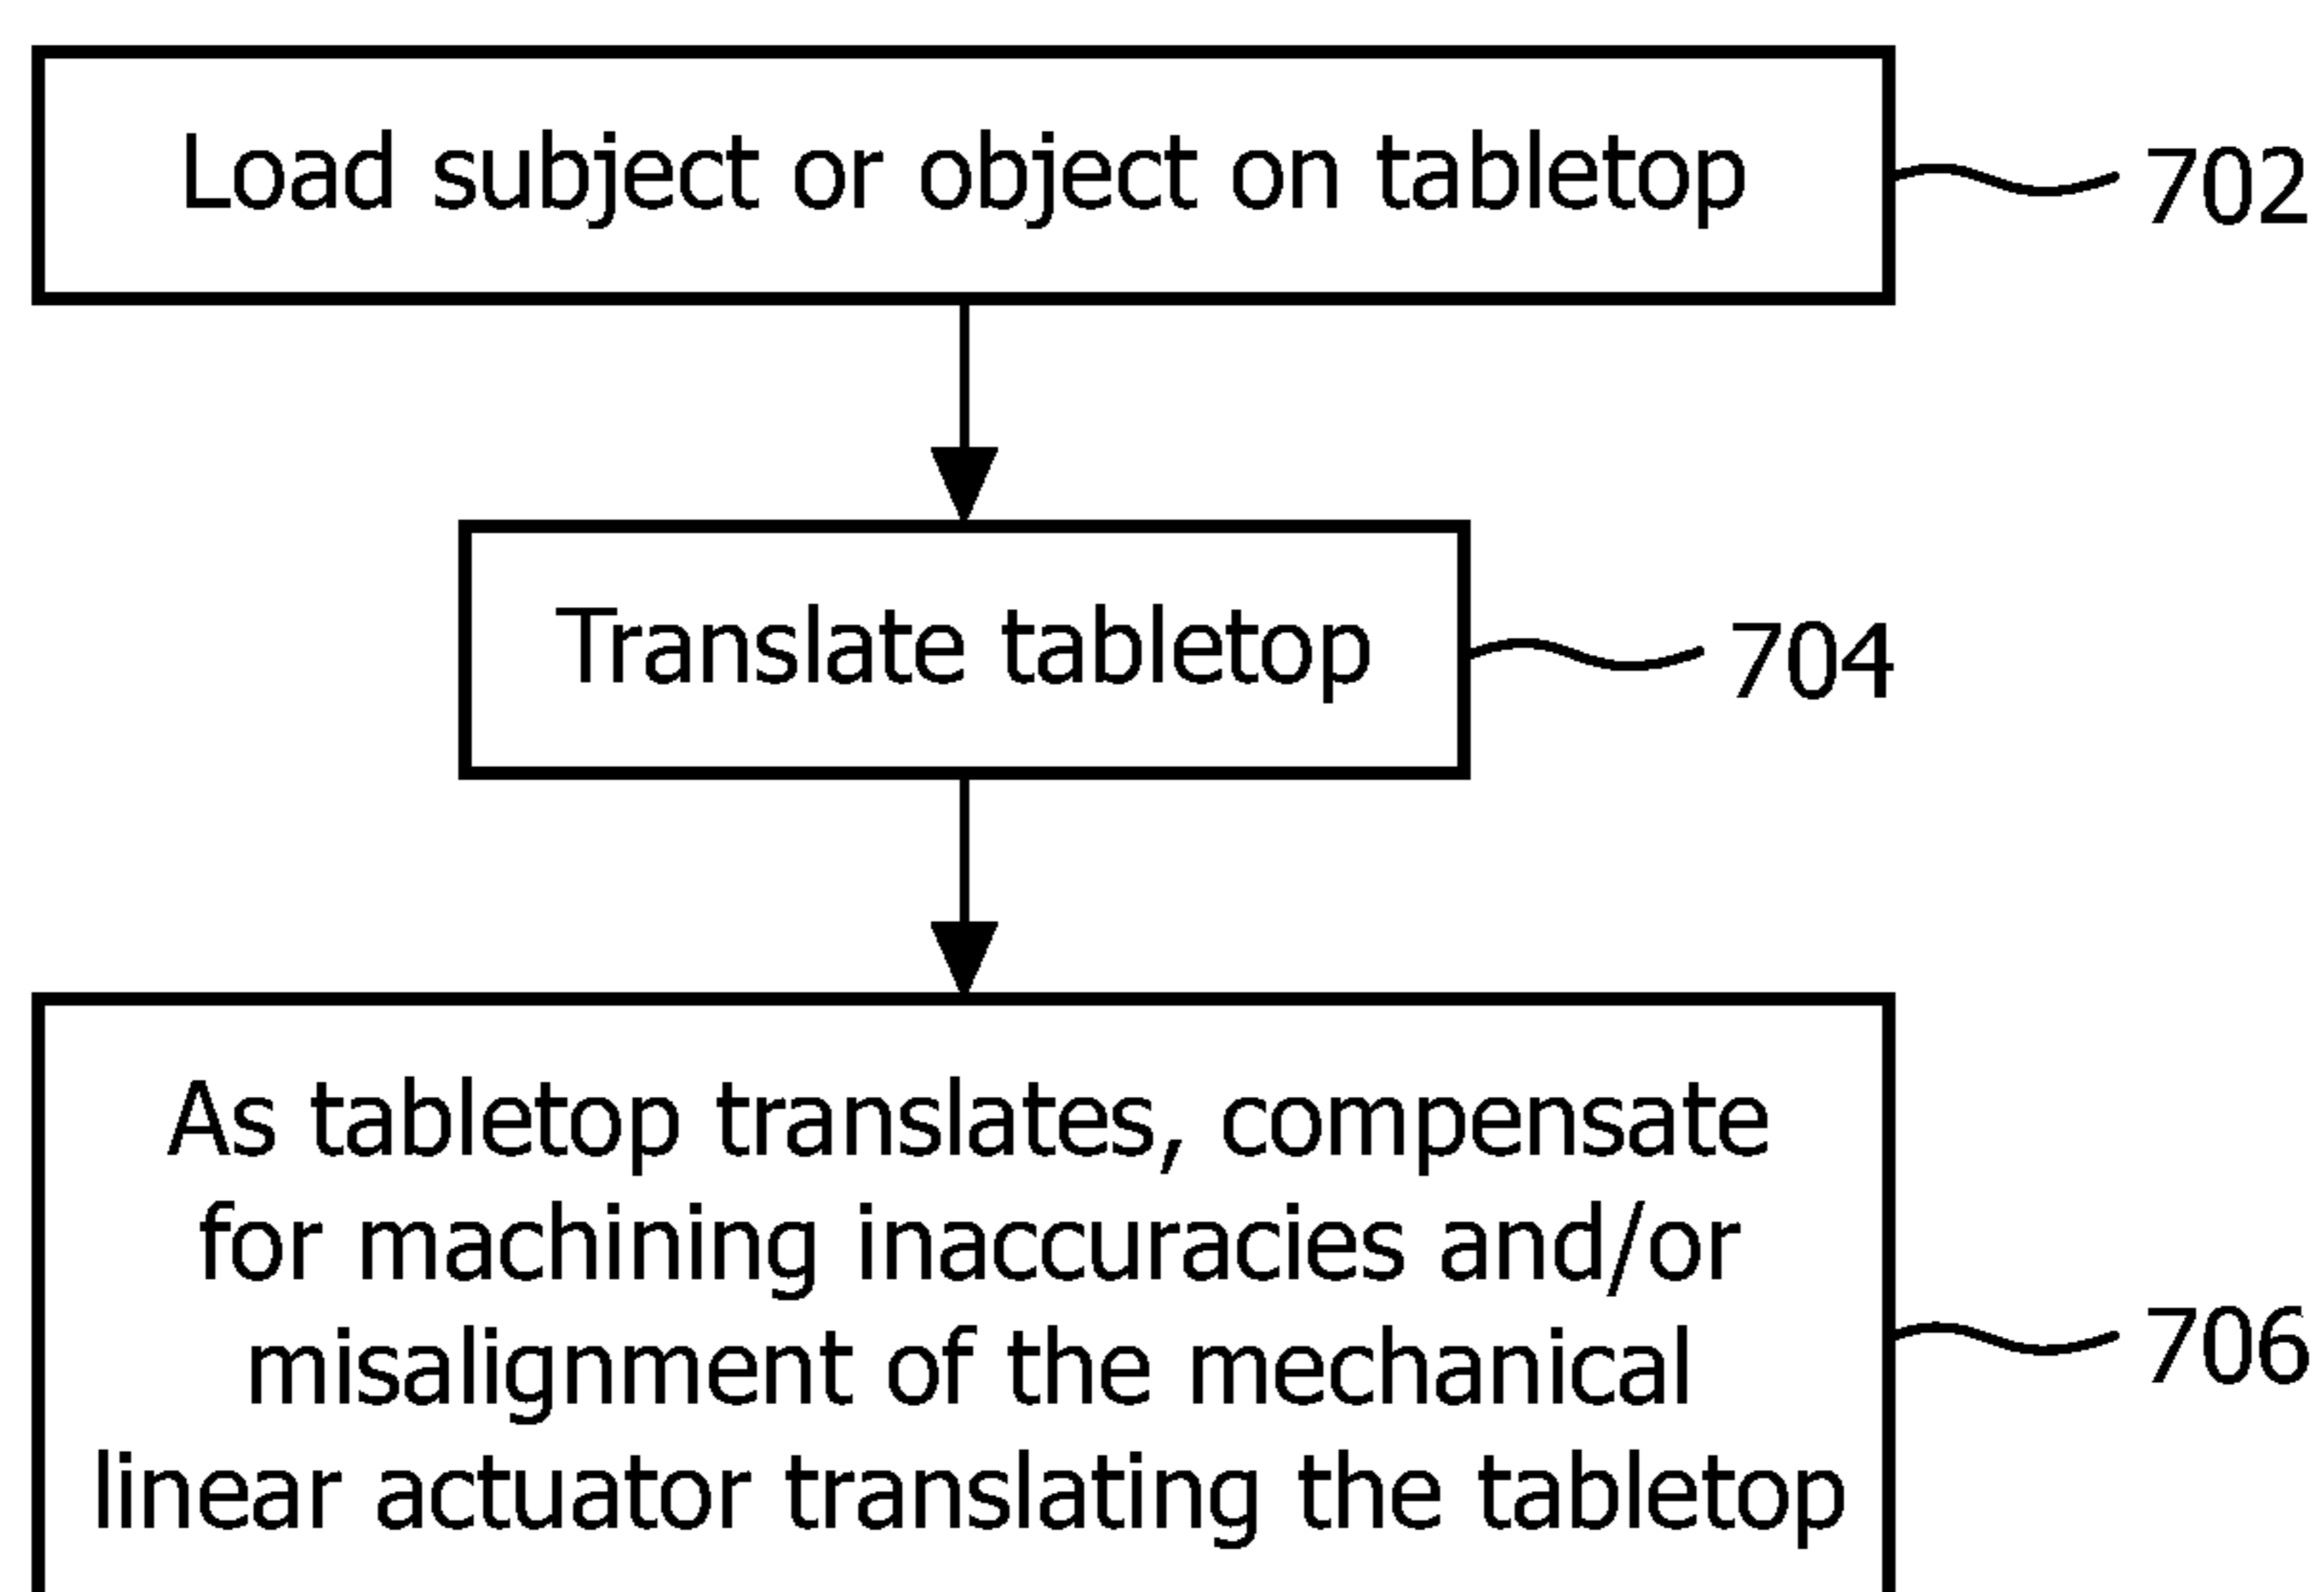 Load subject or object on tabletop
702
Translate tabletop
704
As tabletop translates, compensate
for machining inaccuracies and/or
misalignment of the mechanical
linear actuator translating the tabletop
706